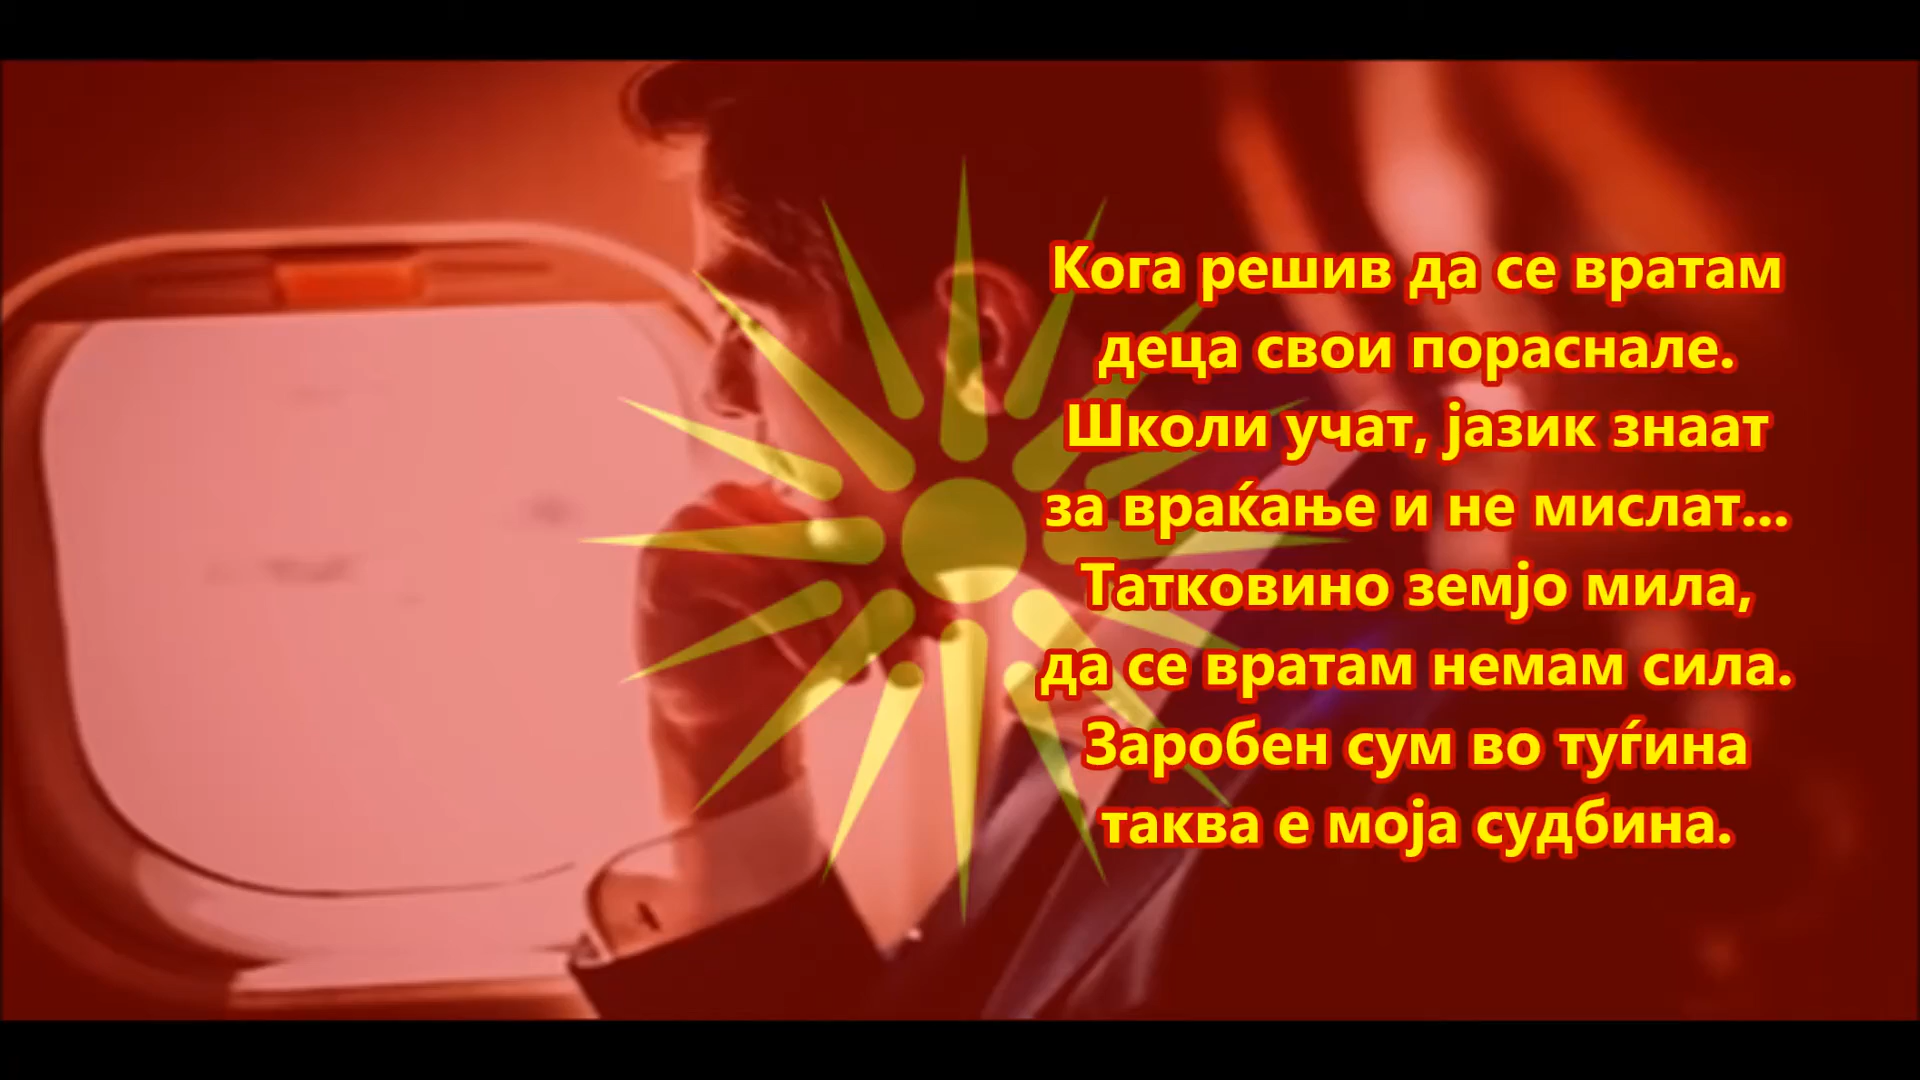 Кога решив да се вратам
деца свои пораснале.
Школи учат, јазик знаат
за враќање и не мислат...
Татковино земјо мила,
да се вратам немам сила.
Заробен сум во туѓина
таква е моја судбина.